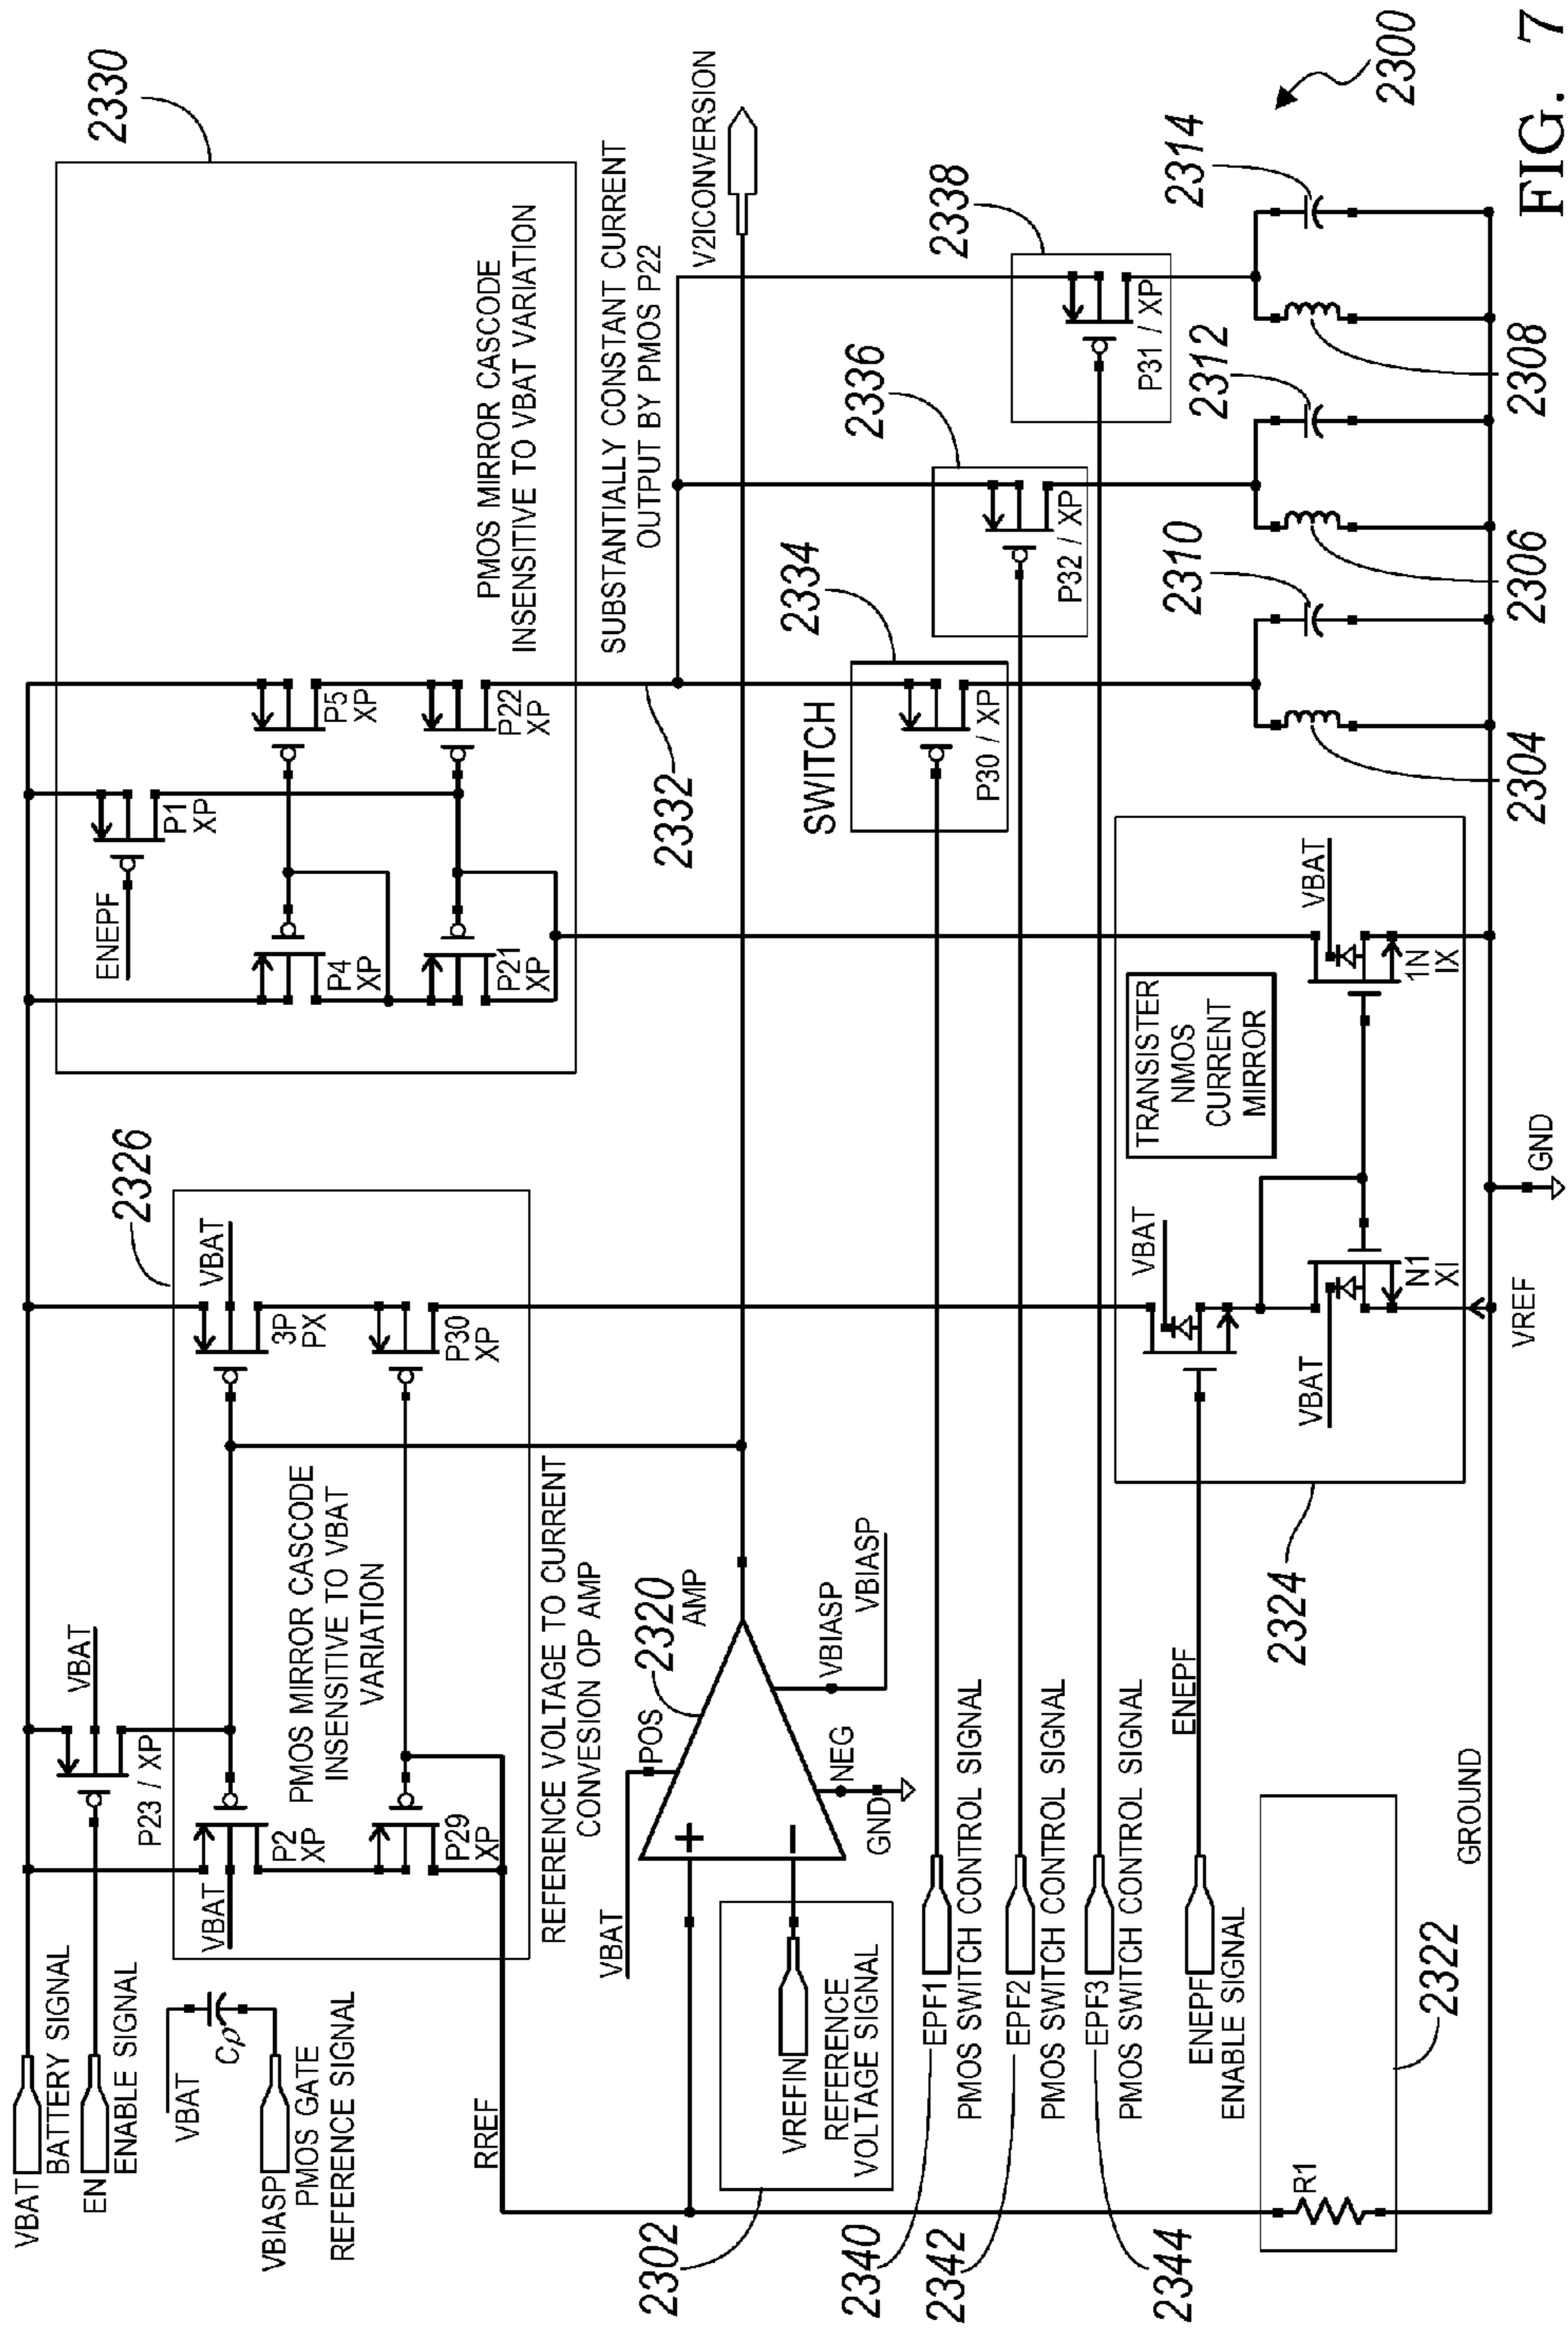 VBAT
BATTERY SIGNAL
EN
ENABLE SIGNAL
VBAT
Cρ
VBIASP
PMOS GATE
REFERENCE SIGNAL
P23 / XP
VBAT
2326
VBAT
P2
XP
VBAT
3P
PX
PMOS MIRROR CASCODE
INSENSITIVE TO VBAT
VARIATION
P29
XP
P30
XP
2330
ENEPF
P1
XP
P4
XP
P5
XP
P21
XP
P22
XP
PMOS MIRROR CASCODE
INSENSITIVE TO VBAT VARIATION
RREF
REFERENCE VOLTAGE TO CURRENT
CONVESION OP AMP
SUBSTANTIALLY CONSTANT CURRENT
OUTPUT BY PMOS P22
VBAT
POS
2320
AMP
+
−
NEG
GND
VBIASP
VBIASP
V2ICONVERSION
2332
2302
VREFIN
REFERENCE
VOLTAGE SIGNAL
SWITCH
2334
P30 / XP
2336
P32 / XP
2338
P31 / XP
2340
EPF1
PMOS SWITCH CONTROL SIGNAL
2342
EPF2
PMOS SWITCH CONTROL SIGNAL
2344
EPF3
PMOS SWITCH CONTROL SIGNAL
ENEPF
ENABLE SIGNAL
ENEPF
2324
VBAT
TRANSISTER
NMOS
CURRENT
MIRROR
VBAT
N1
XI
VBAT
1N
IX
2310
2312
2314
R1
2322
GROUND
VREF
GND
2304
2306
2308
2300
FIG. 7